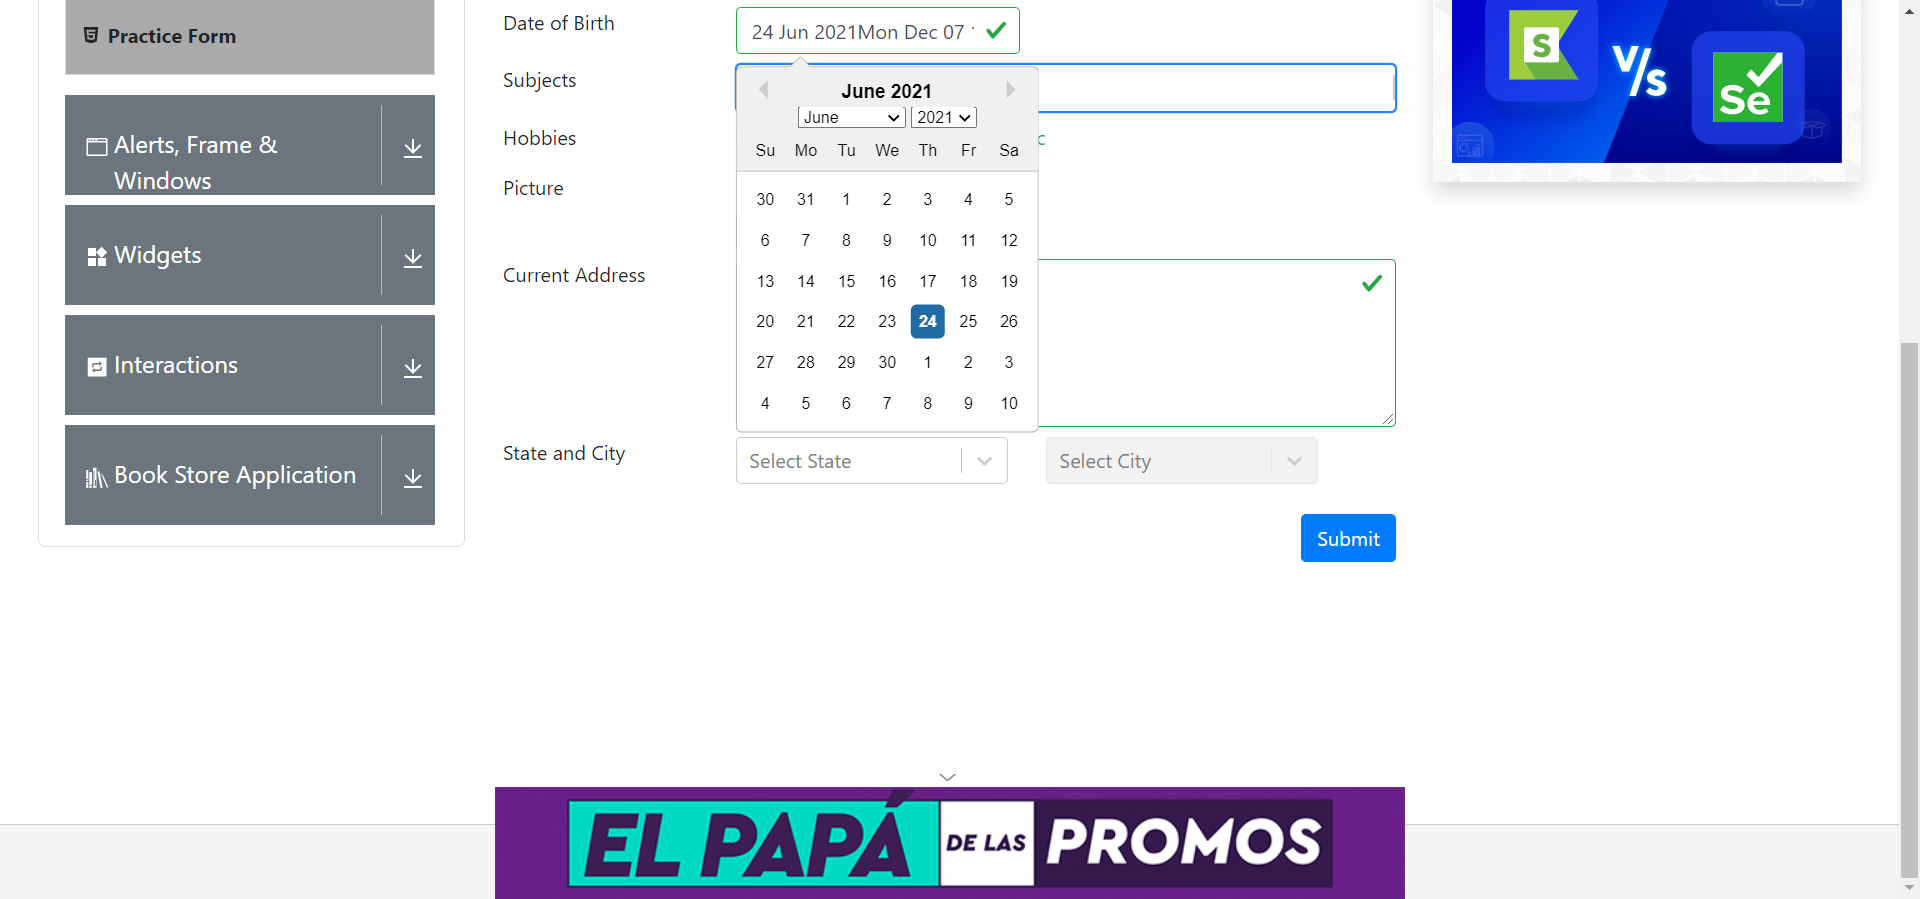 Practice Form
Alerts, Frame &
Windows
Widgets
Interactions
Book Store Application
Date of Birth
24 Jun 2021Mon Dec 07
Subjects
June 2021
June
2021
Su Mo Tu We Th Fr Sa
30 31 1 2 3 4 5
6 7 8 9 10 11 12
13 14 15 16 17 18 19
20 21 22 23 24 25 26
27 28 29 30 1 2 3
4 5 6 7 8 9 10
Hobbies
c
Picture
Current Address
State and City
Select State
Select City
Submit
S
V/s
Se
EL PAPÁ DE LAS PROMOS